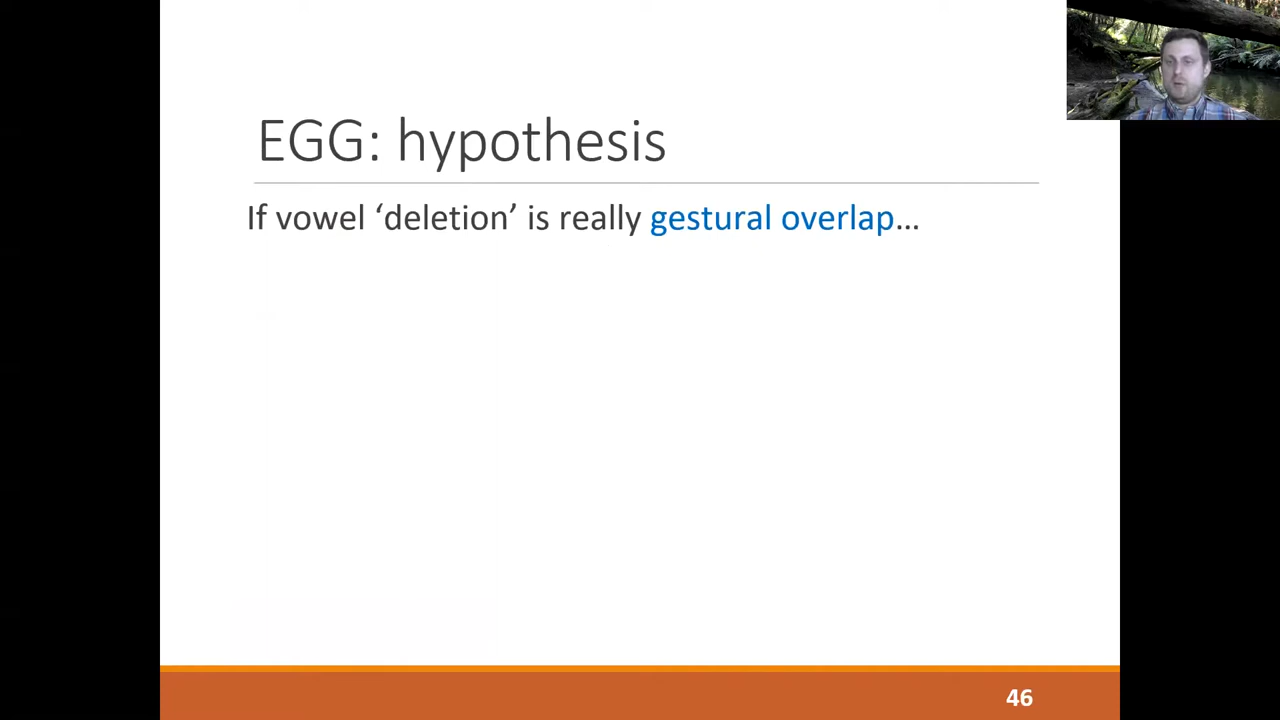 EGG: hypothesis
If vowel ‘deletion’ is really gestural overlap…
46